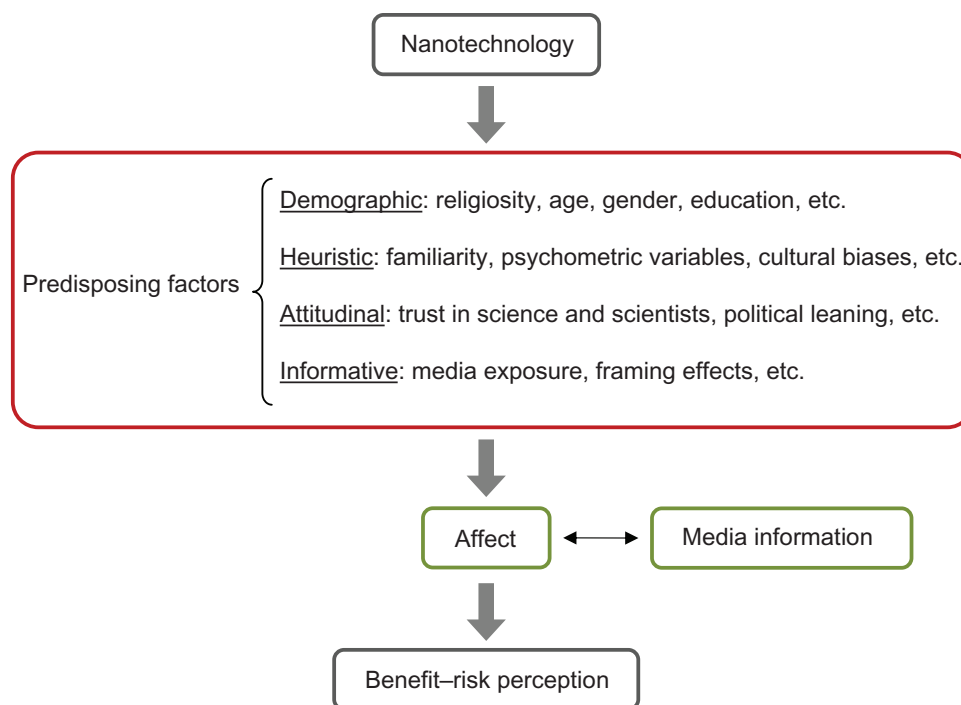 Nanotechnology
Demographic: religiosity, age, gender, education, etc.
Heuristic: familiarity, psychometric variables, cultural biases, etc.
Predisposing factors
Attitudinal: trust in science and scientists, political leaning, etc.
Informative: media exposure, framing effects, etc.
Affect
Media information
Benefit–risk perception